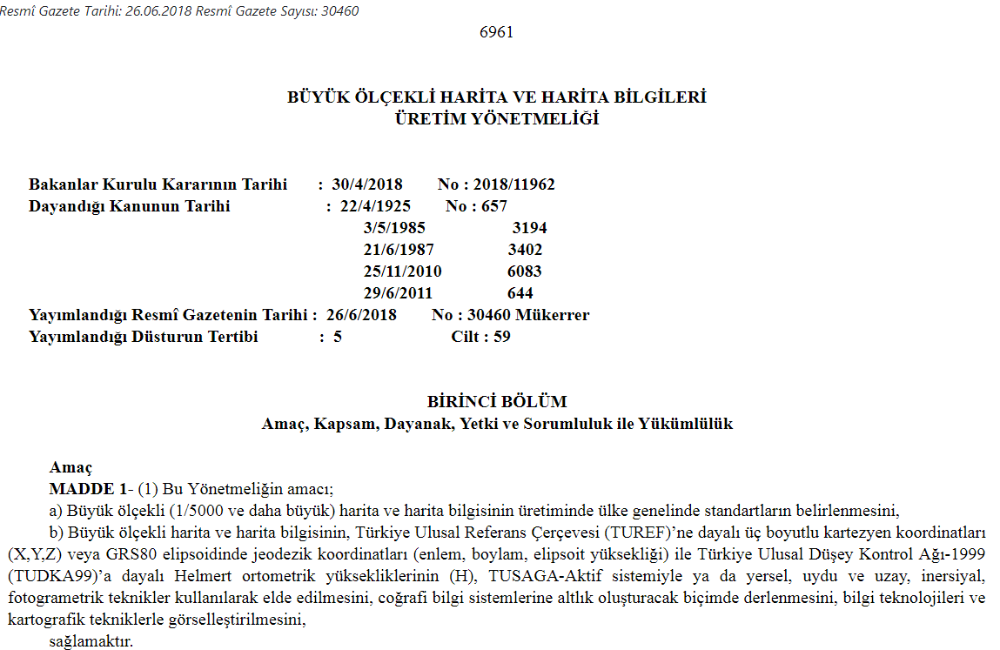 Resmî Gazete Tarihi: 26.06.2018 Resmî Gazete Sayısı: 30460
6961
BÜYÜK ÖLÇEKLİ HARİTA VE HARİTA BİLGİLERİ
ÜRETİM YÖNETMELİĞİ
Bakanlar Kurulu Kararının Tarihi : 30/4/2018 No : 2018/11962
Dayandığı Kanunun Tarihi : 22/4/1925 No : 657
3/5/1985 3194
21/6/1987 3402
25/11/2010 6083
29/6/2011 644
Yayımlandığı Resmî Gazetenin Tarihi : 26/6/2018 No : 30460 Mükerrer
Yayımlandığı Düsturun Tertibi : 5 Cilt : 59
BİRİNCİ BÖLÜM
Amaç, Kapsam, Dayanak, Yetki ve Sorumluluk ile Yükümlülük
Amaç
MADDE 1- (1) Bu Yönetmeliğin amacı;
a) Büyük ölçekli (1/5000 ve daha büyük) harita ve harita bilgisinin üretiminde ülke genelinde standartların belirlenmesini,
b) Büyük ölçekli harita ve harita bilgisinin, Türkiye Ulusal Referans Çerçevesi (TUREF)’ne dayalı üç boyutlu kartezyen koordinatları
(X,Y,Z) veya GRS80 elipsoidinde jeodezik koordinatları (enlem, boylam, elipsoit yüksekliği) ile Türkiye Ulusal Düşey Kontrol Ağı-1999
(TUDKA99)’a dayalı Helmert ortometrik yüksekliklerinin (H), TUSAGA-Aktif sistemiyle ya da yersel, uydu ve uzay, inersiyal,
fotogrametrik teknikler kullanılarak elde edilmesini, coğrafi bilgi sistemlerine altlık oluşturacak biçimde derlenmesini, bilgi teknolojileri ve
kartografik tekniklerle görselleştirilmesini,
sağlamaktır.